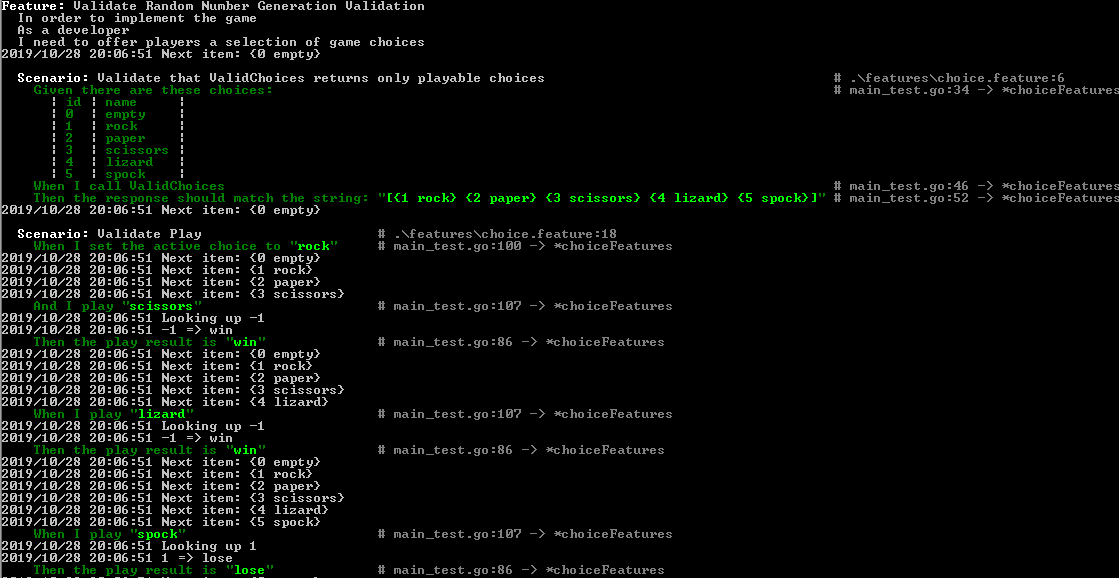 Feature: Validate Random Number Generation Validation
In order to implement the game
As a developer
I need to offer players a selection of game choices
2019/10/28 20:06:51 Next item: {0 empty}
Scenario: Validate that ValidChoices returns only playable choices # .\features\choice.feature:6
Given there are these choices: # main_test.go:34 -> *choiceFeatures
| id | name |
| 0 | empty |
| 1 | rock |
| 2 | paper |
| 3 | scissors |
| 4 | lizard |
| 5 | spock |
When I call ValidChoices # main_test.go:46 -> *choiceFeatures
Then the response should match the string: "[{1 rock} {2 paper} {3 scissors} {4 lizard} {5 spock}]" # main_test.go:52 -> *choiceFeatures
2019/10/28 20:06:51 Next item: {0 empty}
Scenario: Validate Play # .\features\choice.feature:18
When I set the active choice to "rock" # main_test.go:100 -> *choiceFeatures
2019/10/28 20:06:51 Next item: {0 empty}
2019/10/28 20:06:51 Next item: {1 rock}
2019/10/28 20:06:51 Next item: {2 paper}
2019/10/28 20:06:51 Next item: {3 scissors}
And I play "scissors" # main_test.go:107 -> *choiceFeatures
2019/10/28 20:06:51 Looking up -1
2019/10/28 20:06:51 -1 => win
Then the play result is "win" # main_test.go:86 -> *choiceFeatures
2019/10/28 20:06:51 Next item: {0 empty}
2019/10/28 20:06:51 Next item: {1 rock}
2019/10/28 20:06:51 Next item: {2 paper}
2019/10/28 20:06:51 Next item: {3 scissors}
2019/10/28 20:06:51 Next item: {4 lizard}
When I play "lizard" # main_test.go:107 -> *choiceFeatures
2019/10/28 20:06:51 Looking up -1
2019/10/28 20:06:51 -1 => win
Then the play result is "win" # main_test.go:86 -> *choiceFeatures
2019/10/28 20:06:51 Next item: {0 empty}
2019/10/28 20:06:51 Next item: {1 rock}
2019/10/28 20:06:51 Next item: {2 paper}
2019/10/28 20:06:51 Next item: {3 scissors}
2019/10/28 20:06:51 Next item: {4 lizard}
2019/10/28 20:06:51 Next item: {5 spock}
When I play "spock" # main_test.go:107 -> *choiceFeatures
2019/10/28 20:06:51 Looking up 1
2019/10/28 20:06:51 1 => lose
Then the play result is "lose" # main_test.go:86 -> *choiceFeatures